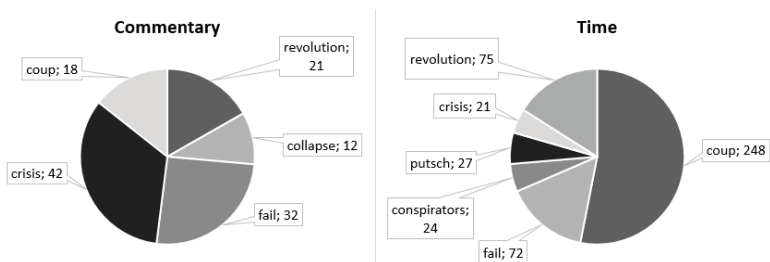 Commentary
revolution;
21
coup; 18
collapse; 12
crisis; 42
fail; 32
Time
revolution; 75
crisis; 21
coup; 248
putsch; 27
conspirators;
24
fail; 72